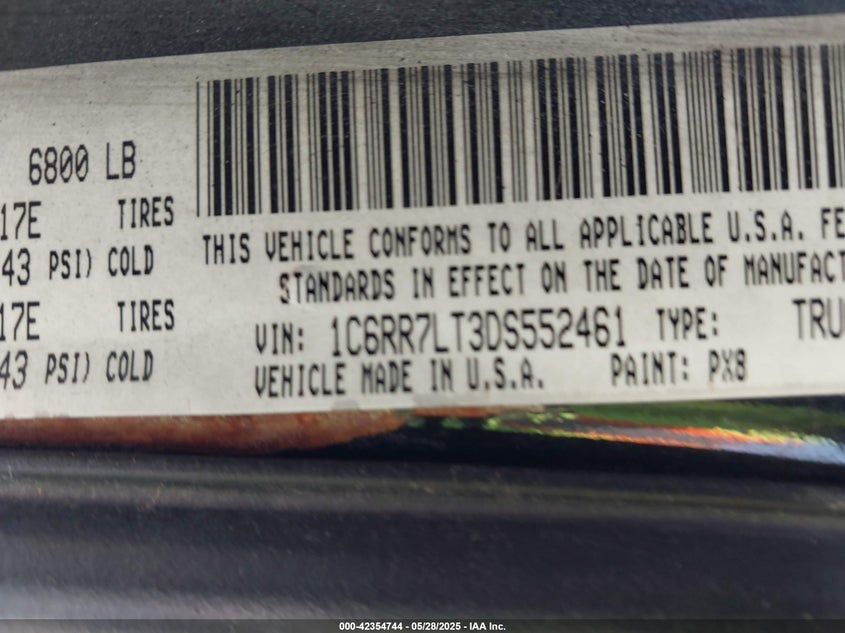 6800 LB
17E TIRES
43 PSI) COLD
17E TIRES
43 PSI) COLD
THIS VEHICLE CONFORMS TO ALL APPLICABLE U.S.A. FE
STANDARDS IN EFFECT ON THE DATE OF MANUFACT
VIN: 1C6RR7LT3DS552461 TYPE: TRU
VEHICLE MADE IN U.S.A. PAINT: PX8
000-42354744 - 05/28/2025 - IAA Inc.